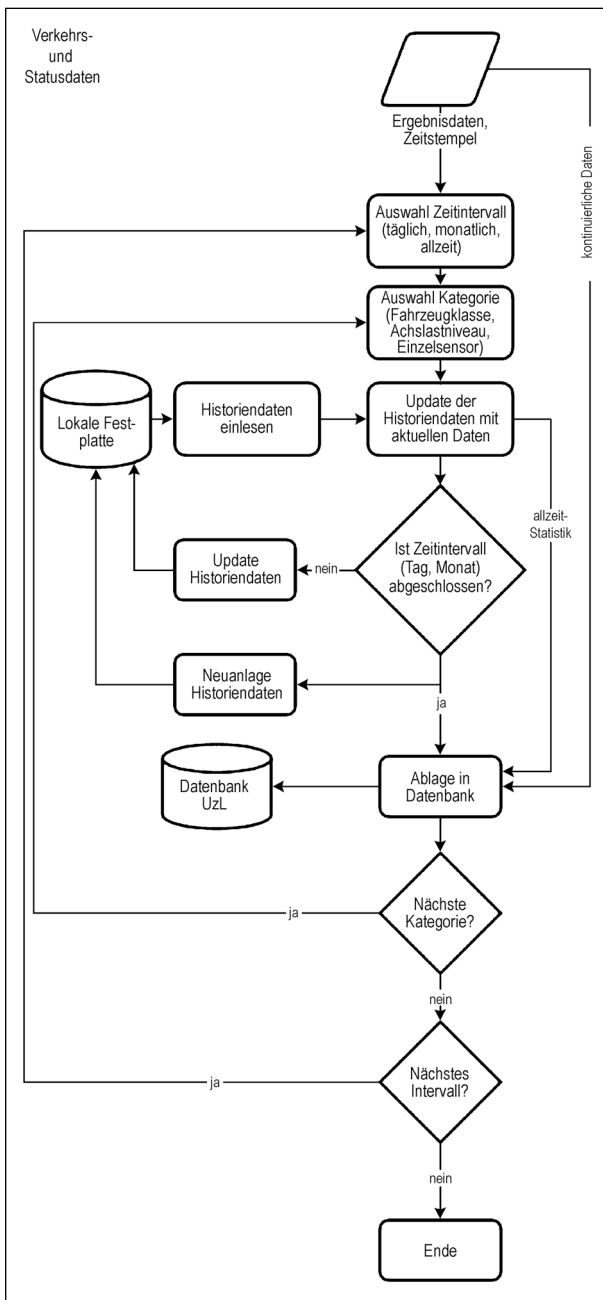 Verkehrs-
und
Statusdaten
Ergebnisdaten,
Zeitstempel
kontinuierliche Daten
Auswahl Zeitintervall
(täglich, monatlich,
allzeit)
Auswahl Kategorie
(Fahrzeugklasse,
Achslastniveau,
Einzelsensor)
Lokale Fest-
platte
Historiendaten
einlesen
Update der
Historiendaten mit
aktuellen Daten
allzeit-
Statistik
Ist Zeitintervall
(Tag, Monat)
abgeschlossen?
nein
Update
Historiendaten
Neuanlage
Historiendaten
ja
Ablage in
Datenbank
Datenbank
UzL
Nächste
Kategorie?
ja
nein
Nächstes
Intervall?
ja
nein
Ende